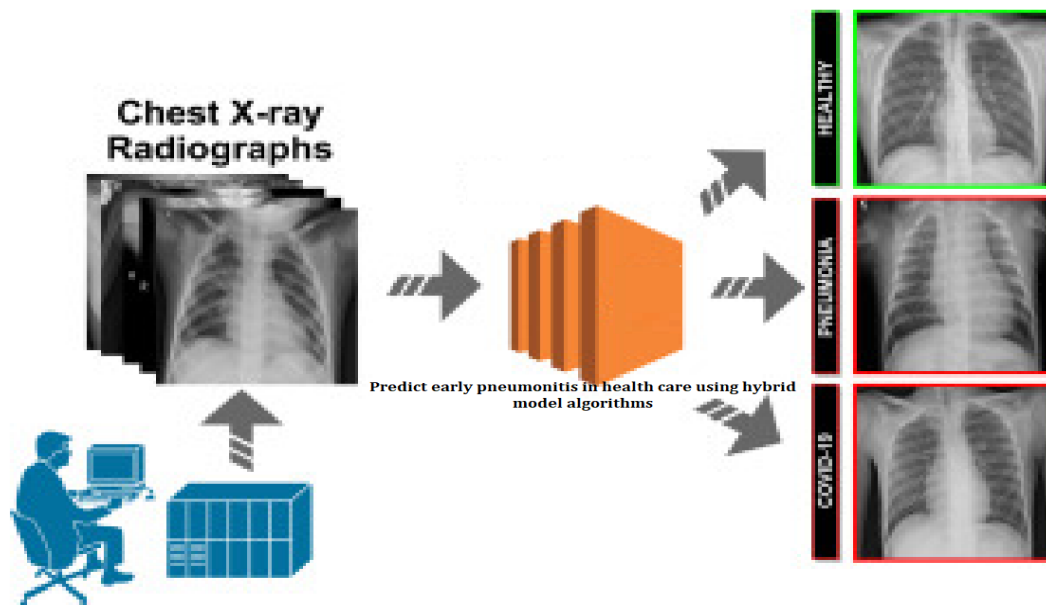 Chest X-ray
Radiographs
HEALTHY
PNEUMONIA
COVID-19
Predict early pneumonitis in health care using hybrid
model algorithms